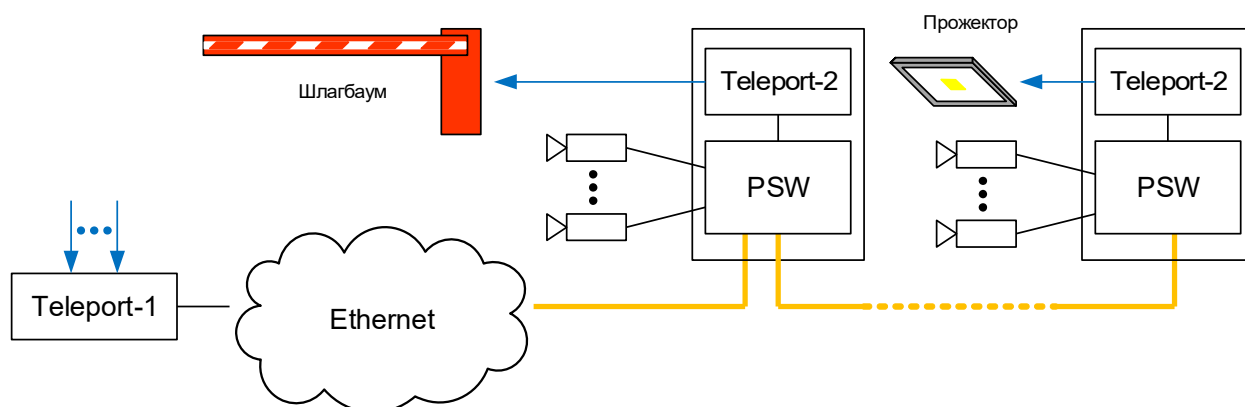 Прожектор
Teleport-2
Teleport-2
Шлагбаум
PSW
PSW
Teleport-1
Ethernet